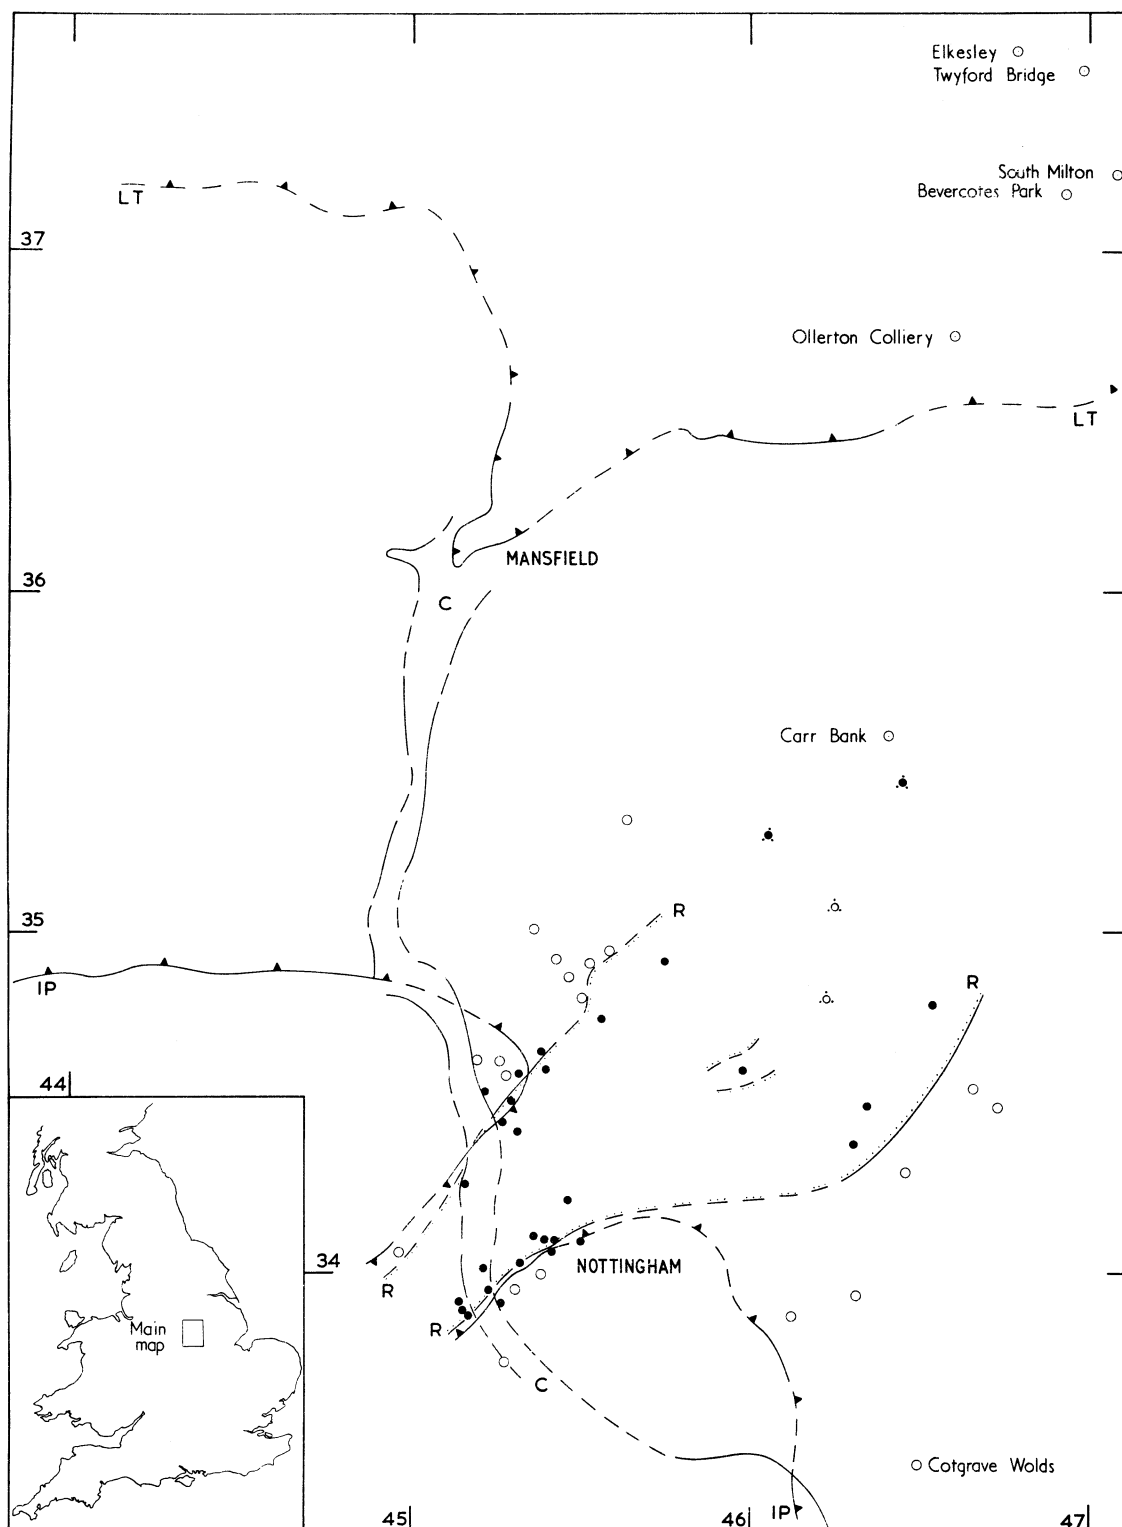 Elkesley
Twyford Bridge
South Milton
Bevercotes Park
LT
37
Ollerton Colliery
LT
MANSFIELD
36
C
Carr Bank
R
35
IP
R
44
34
NOTTINGHAM
R
R
Main
map
C
Cotgrave Wolds
IP
45
46
47